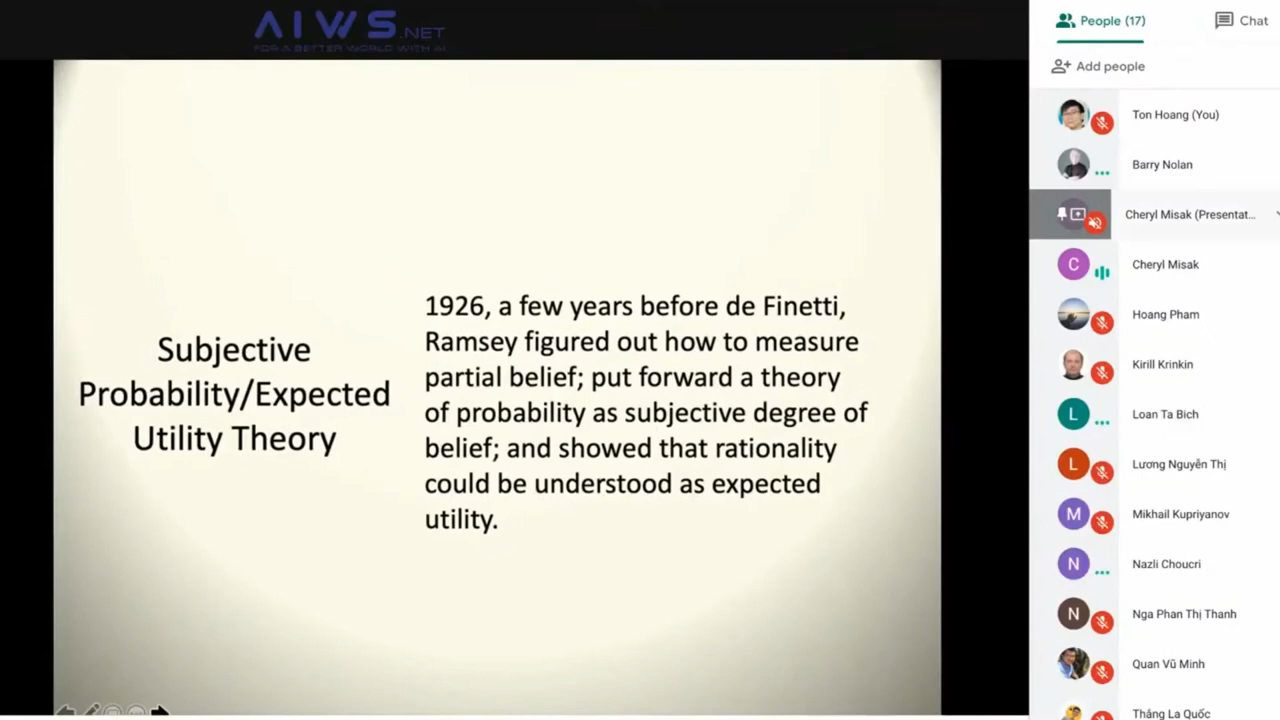 AIWS.NET
FOR A BETTER WORLD WITH AI
Subjective
Probability/Expected
Utility Theory
1926, a few years before de Finetti,
Ramsey figured out how to measure
partial belief; put forward a theory
of probability as subjective degree of
belief; and showed that rationality
could be understood as expected
utility.
People (17)
Chat
Add people
Ton Hoang (You)
Barry Nolan
Cheryl Misak (Presentat...
C
Cheryl Misak
Hoang Pham
Kirill Krinkin
L
Loan Ta Bich
L
Lương Nguyễn Thị
M
Mikhail Kupriyanov
N
Nazli Choucri
N
Nga Phan Thị Thanh
Quan Vũ Minh
Thăng La Quốc